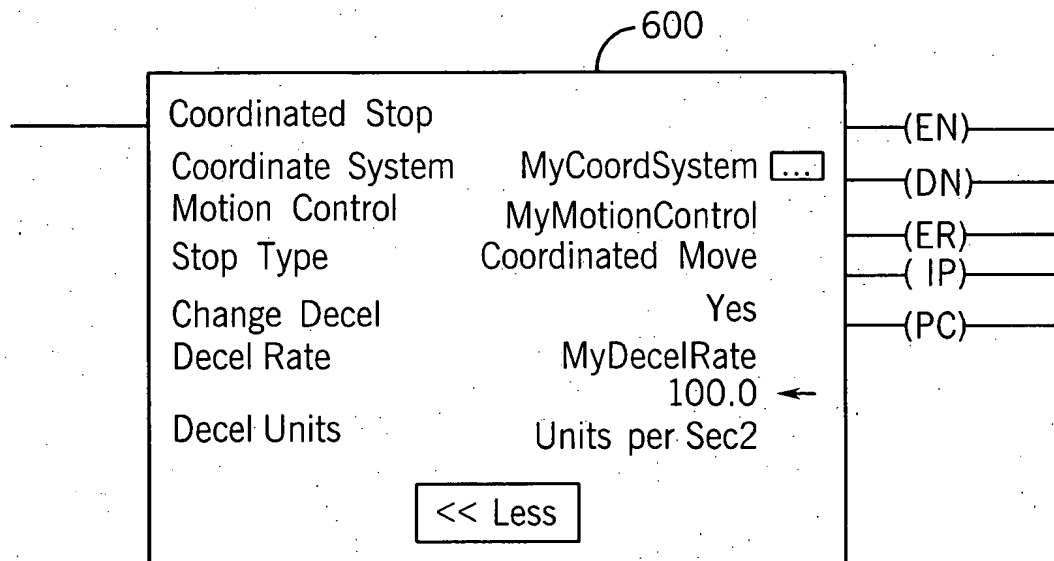 600
Coordinated Stop
(EN)
Coordinate System MyCoordSystem ...
(DN)
Motion Control MyMotionControl
(ER)
Stop Type Coordinated Move
(IP)
Change Decel Yes
(PC)
Decel Rate MyDecelRate
100.0
Decel Units Units per Sec2
<< Less